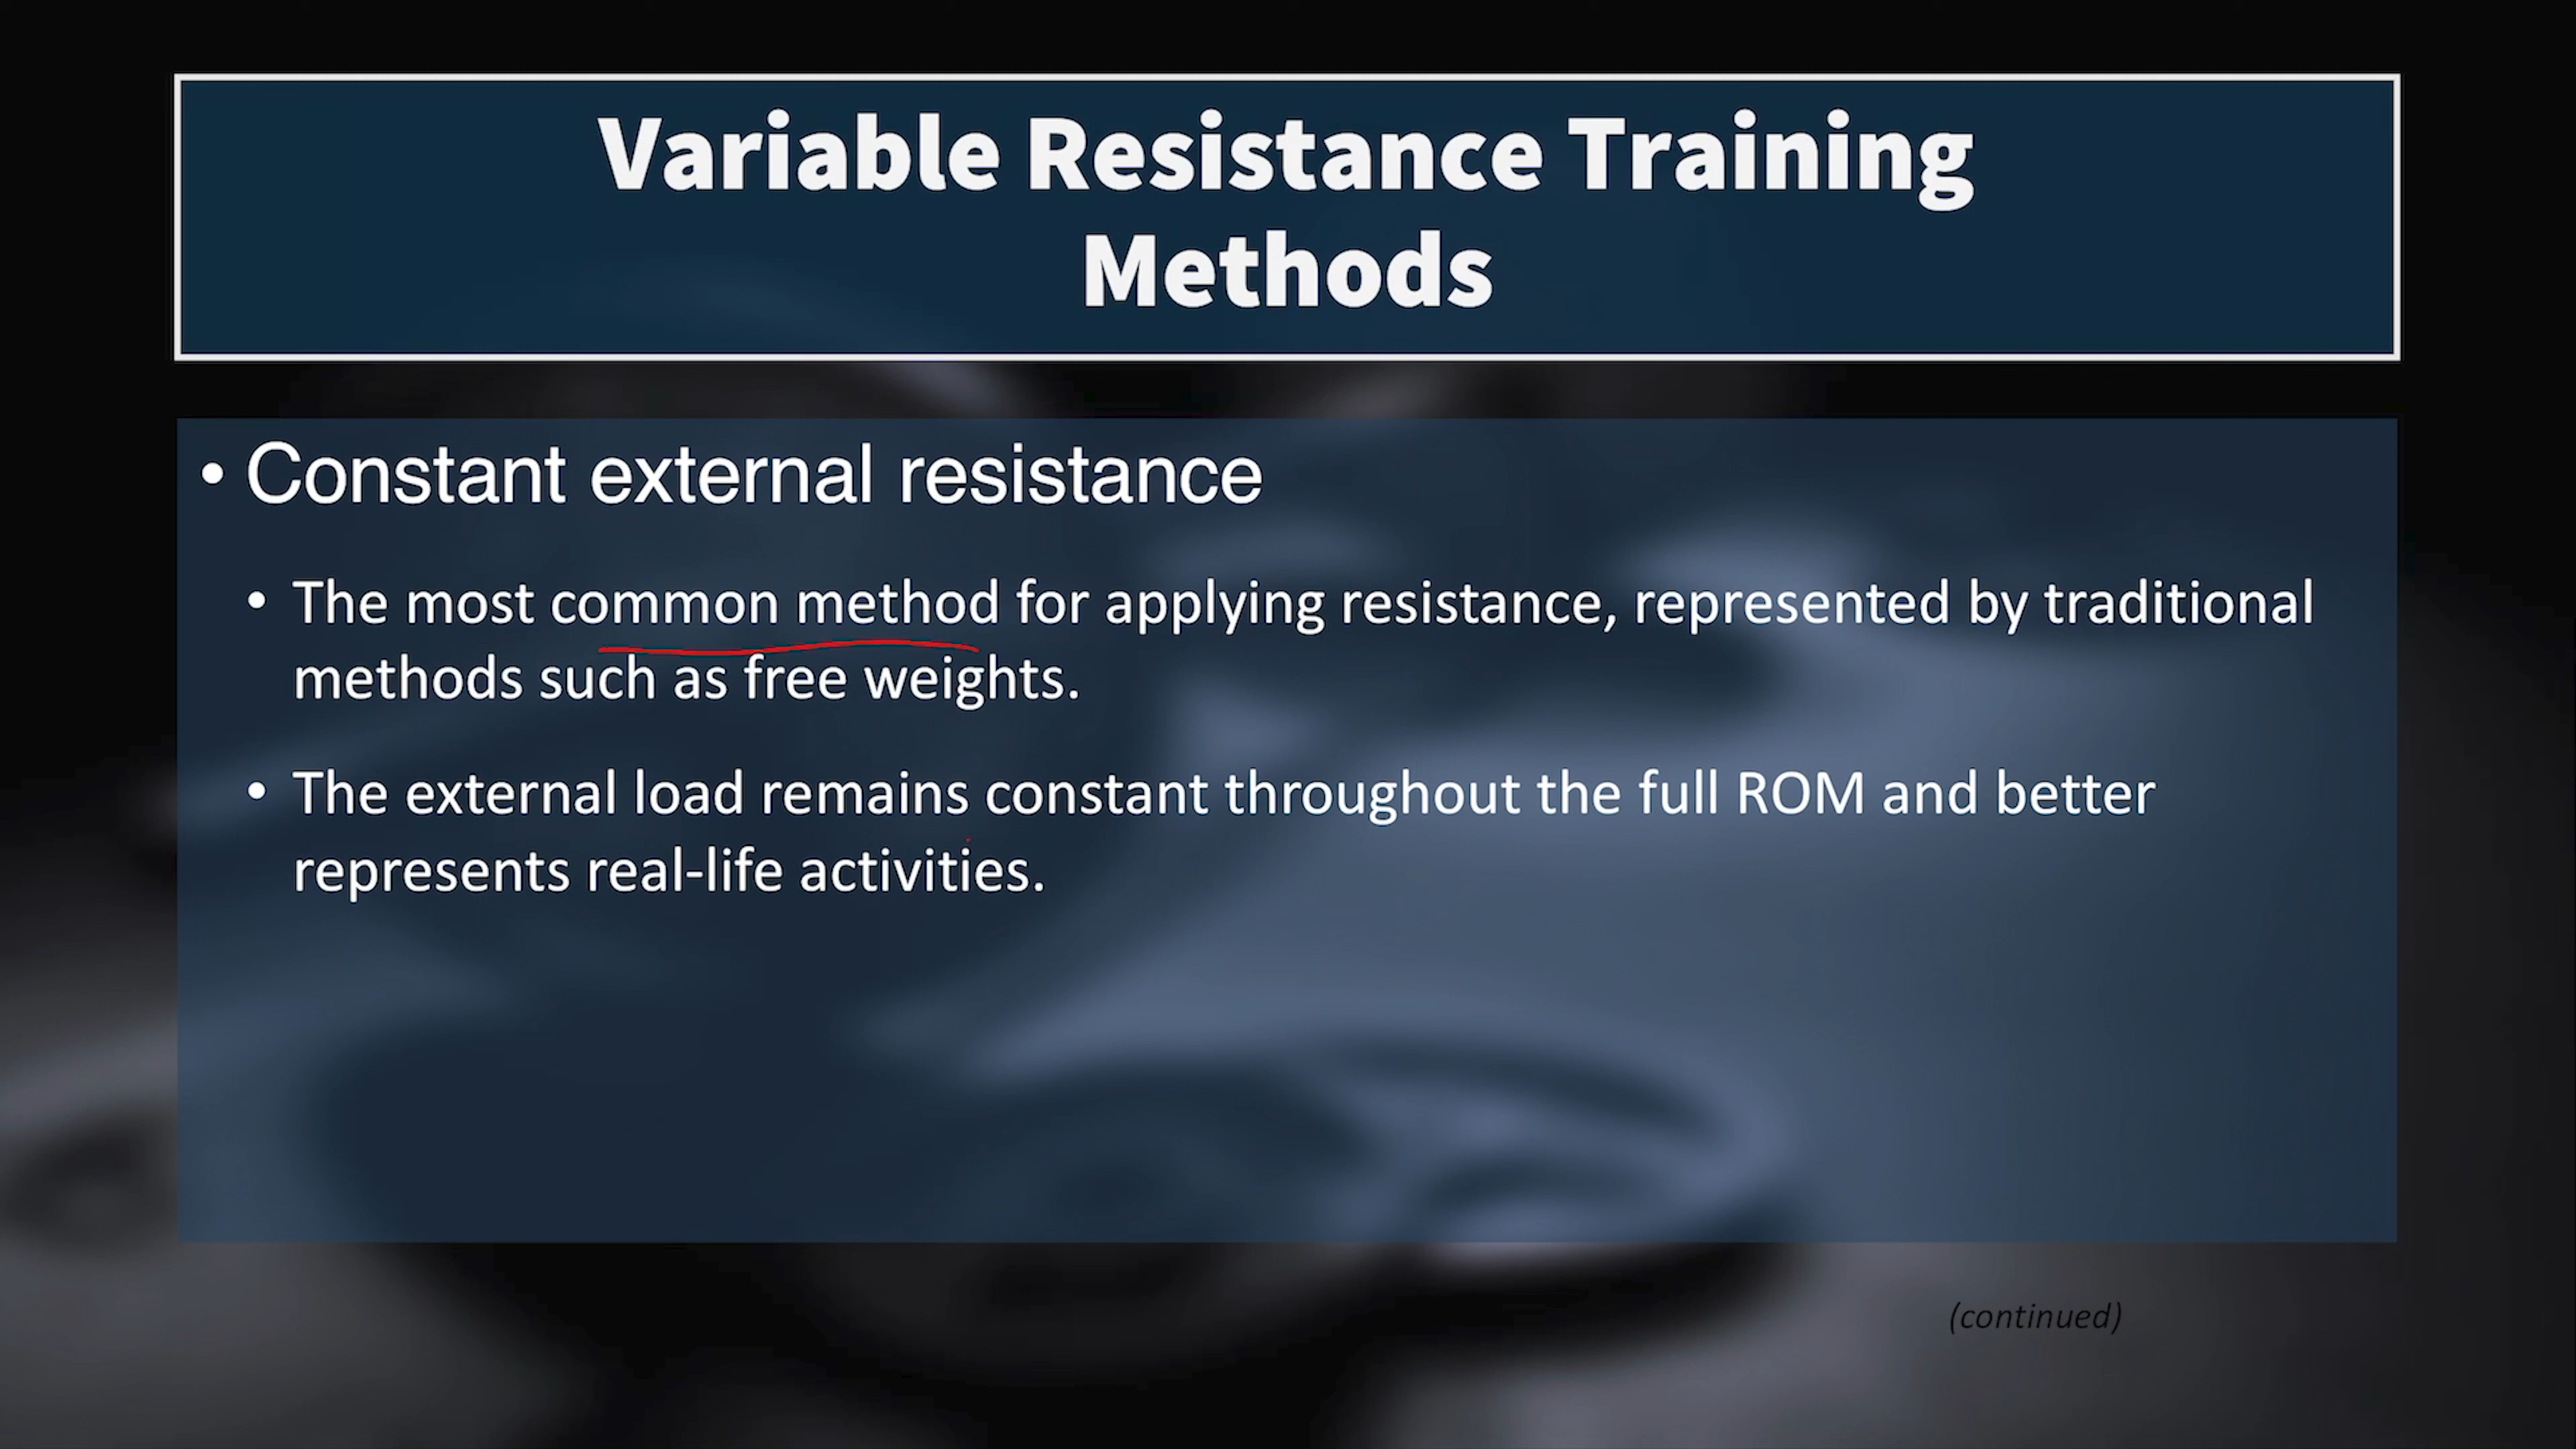 Variable Resistance Training
Methods
• Constant external resistance
• The most common method for applying resistance, represented by traditional
methods such as free weights.
• The external load remains constant throughout the full ROM and better
represents real-life activities.
(continued)